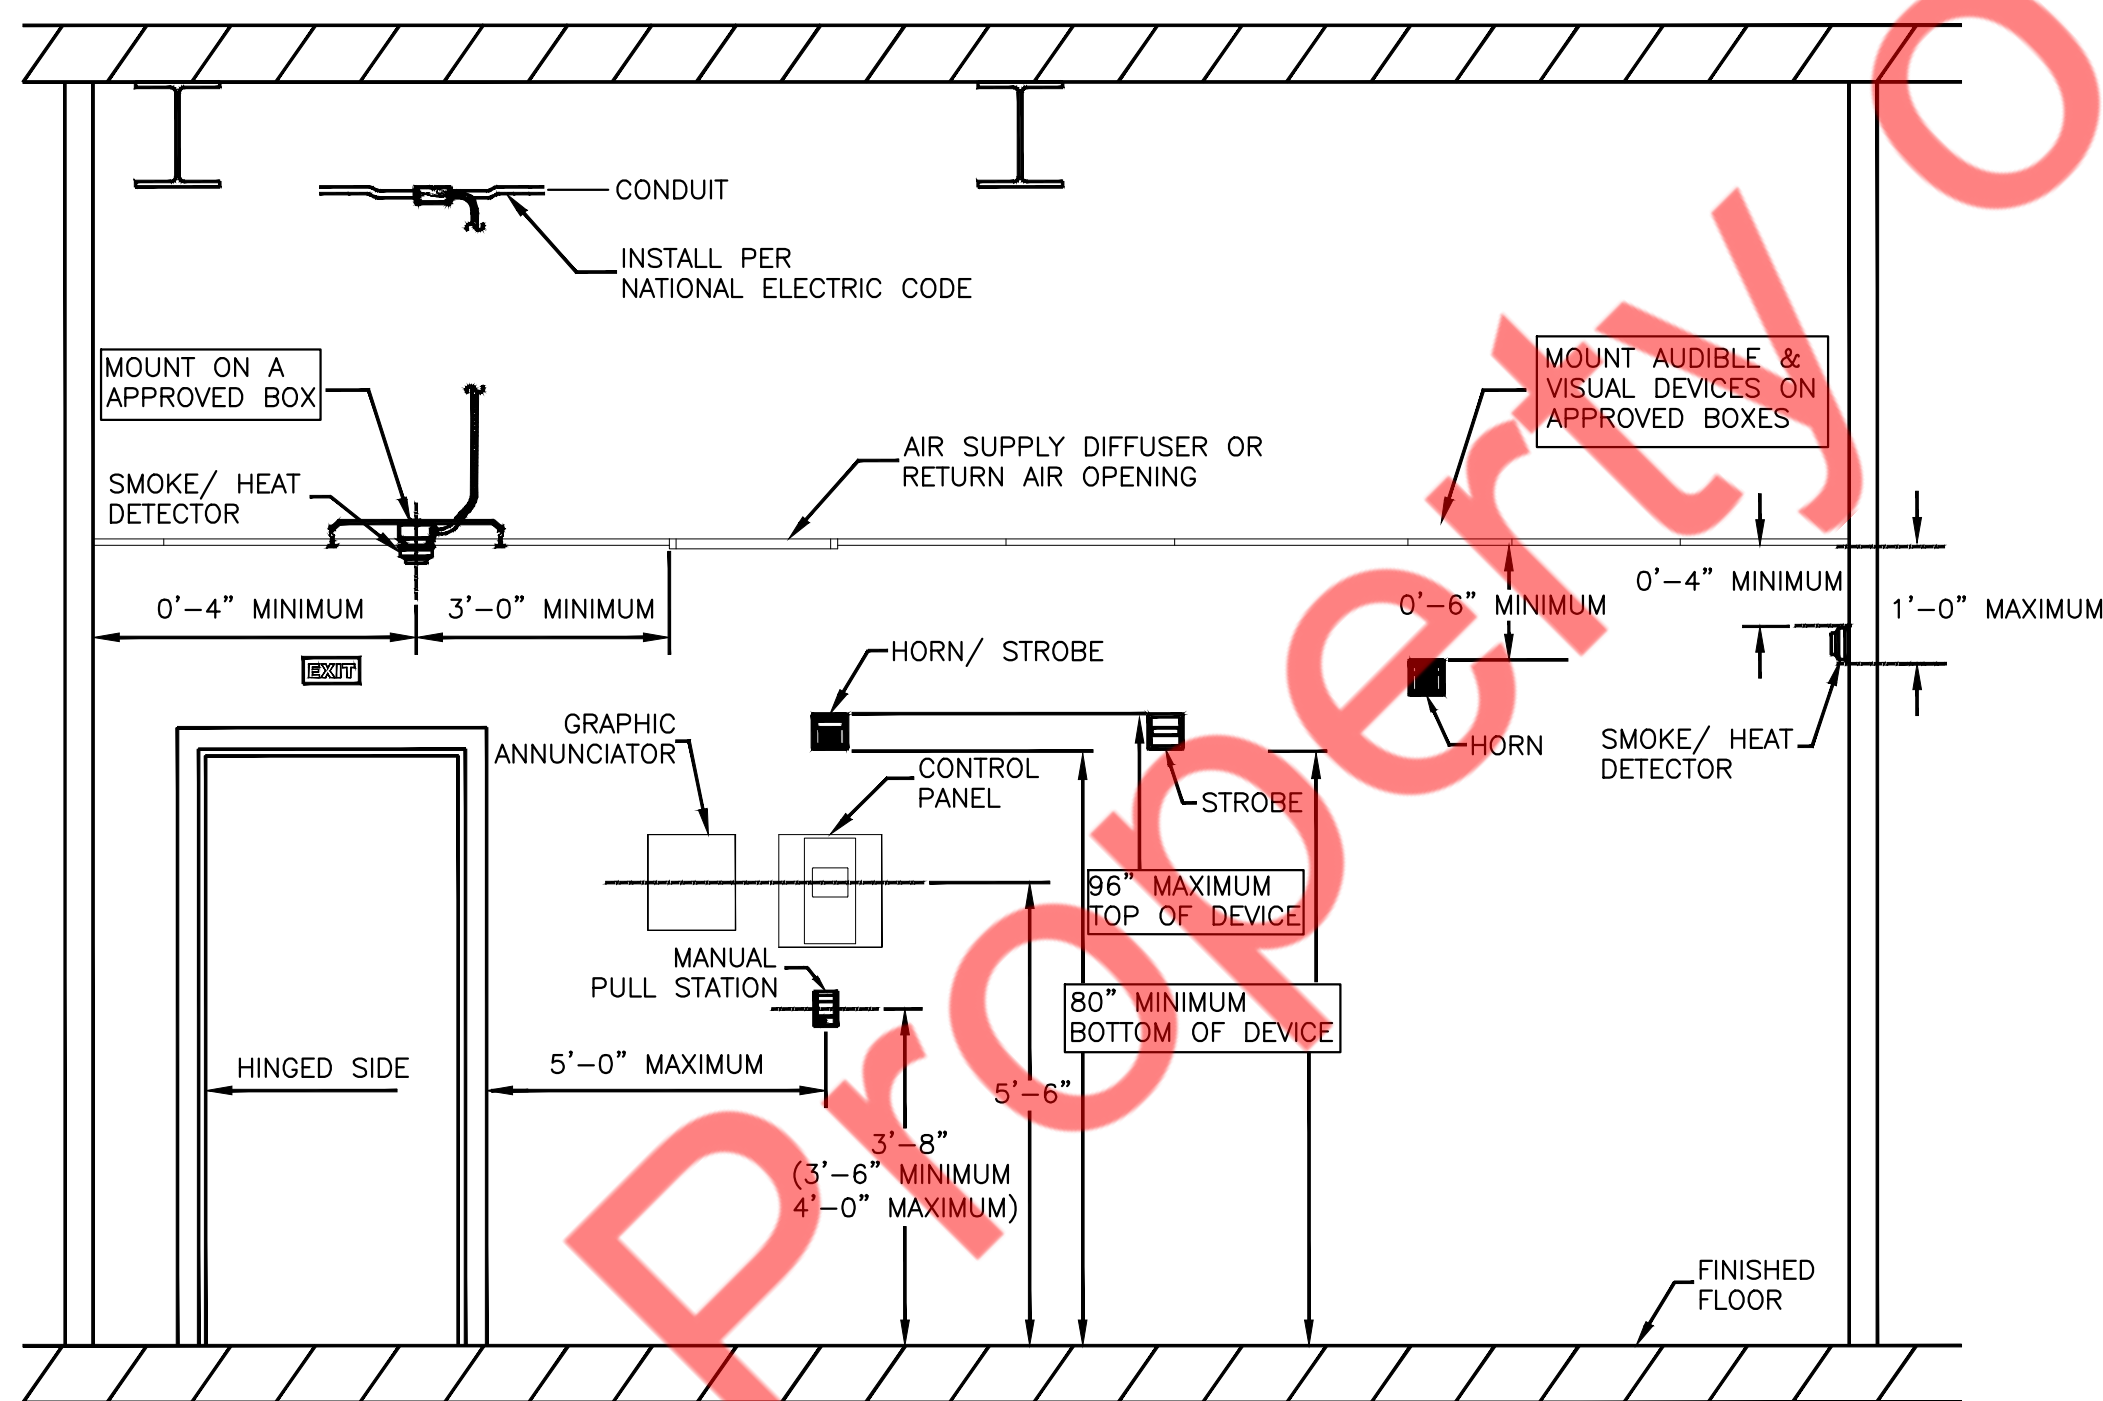 CONDUIT
INSTALL PER
NATIONAL ELECTRIC CODE
MOUNT ON A
APPROVED BOX
MOUNT AUDIBLE &
VISUAL DEVICES ON
APPROVED BOXES
AIR SUPPLY DIFFUSER OR
RETURN AIR OPENING
SMOKE/ HEAT
DETECTOR
0'-4" MINIMUM
3'-0" MINIMUM
0'-6" MINIMUM
0'-4" MINIMUM
1'-0" MAXIMUM
EXIT
HORN/ STROBE
GRAPHIC
ANNUNCIATOR
CONTROL
PANEL
STROBE
HORN
SMOKE/ HEAT
DETECTOR
96" MAXIMUM
TOP OF DEVICE
MANUAL
PULL STATION
80" MINIMUM
BOTTOM OF DEVICE
HINGED SIDE
5'-0" MAXIMUM
5'-6"
3'-8"
(3'-6" MINIMUM
4'-0" MAXIMUM)
FINISHED
FLOOR
Property o